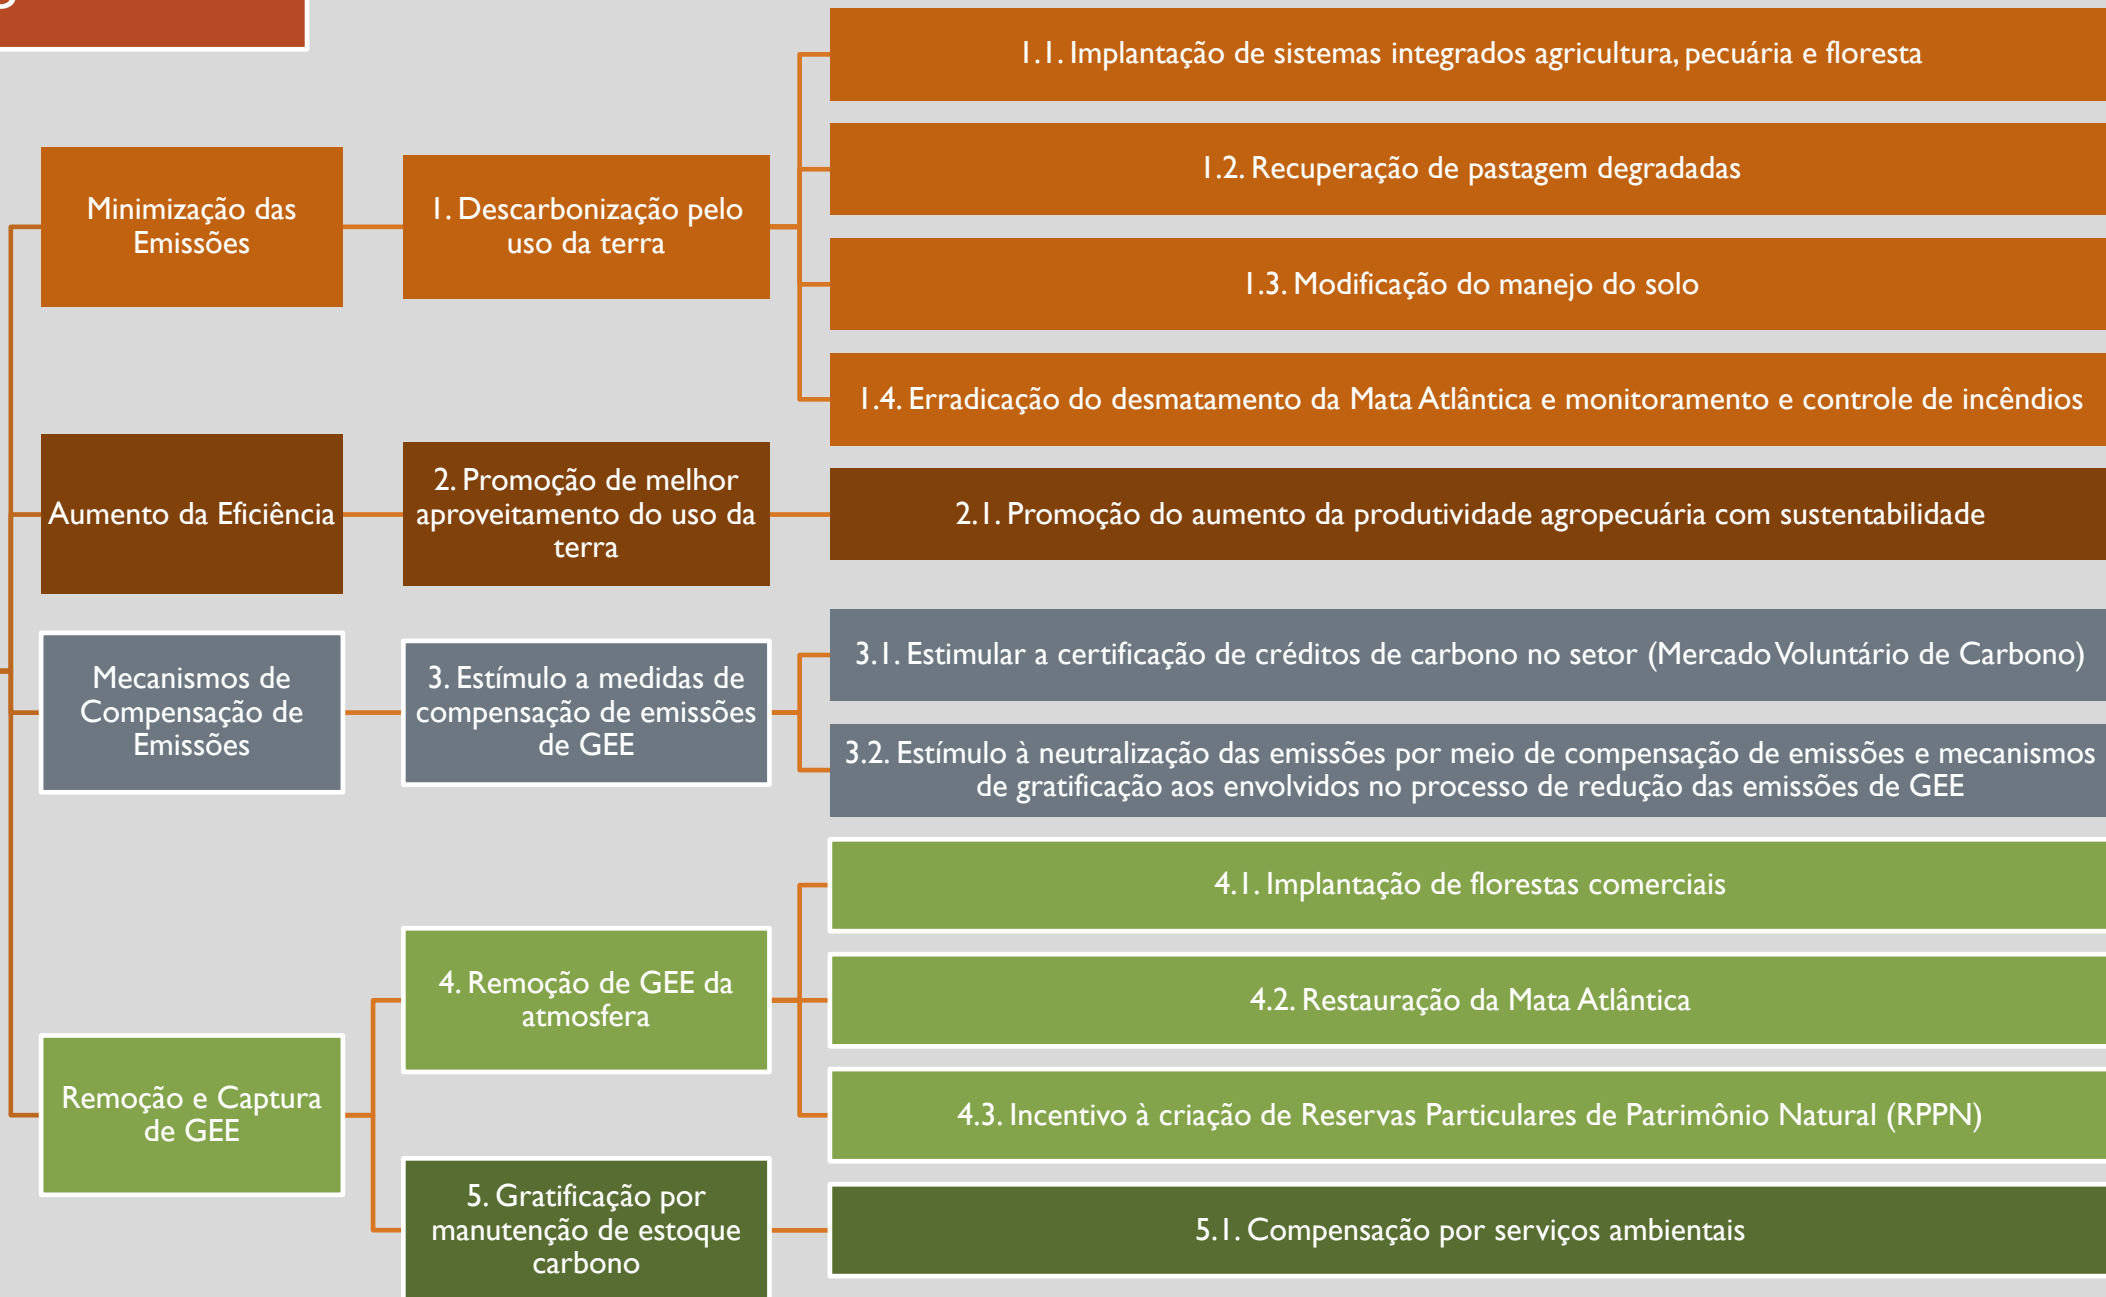 1.1. Implantação de sistemas integrados agricultura, pecuária e floresta
1.2. Recuperação de pastagem degradadas
Minimização das
Emissões
1. Descarbonização pelo
uso da terra
1.3. Modificação do manejo do solo
1.4. Erradicação do desmatamento da Mata Atlântica e monitoramento e controle de incêndios
Aumento da Eficiência
2. Promoção de melhor
aproveitamento do uso da
terra
2.1. Promoção do aumento da produtividade agropecuária com sustentabilidade
Mecanismos de
Compensação de
Emissões
3. Estímulo a medidas de
compensação de emissões
de GEE
3.1. Estimular a certificação de créditos de carbono no setor (Mercado Voluntário de Carbono)
3.2. Estímulo à neutralização das emissões por meio de compensação de emissões e mecanismos
de gratificação aos envolvidos no processo de redução das emissões de GEE
Remoção e Captura
de GEE
4. Remoção de GEE da
atmosfera
4.1. Implantação de florestas comerciais
4.2. Restauração da Mata Atlântica
4.3. Incentivo à criação de Reservas Particulares de Patrimônio Natural (RPPN)
5. Gratificação por
manutenção de estoque
carbono
5.1. Compensação por serviços ambientais